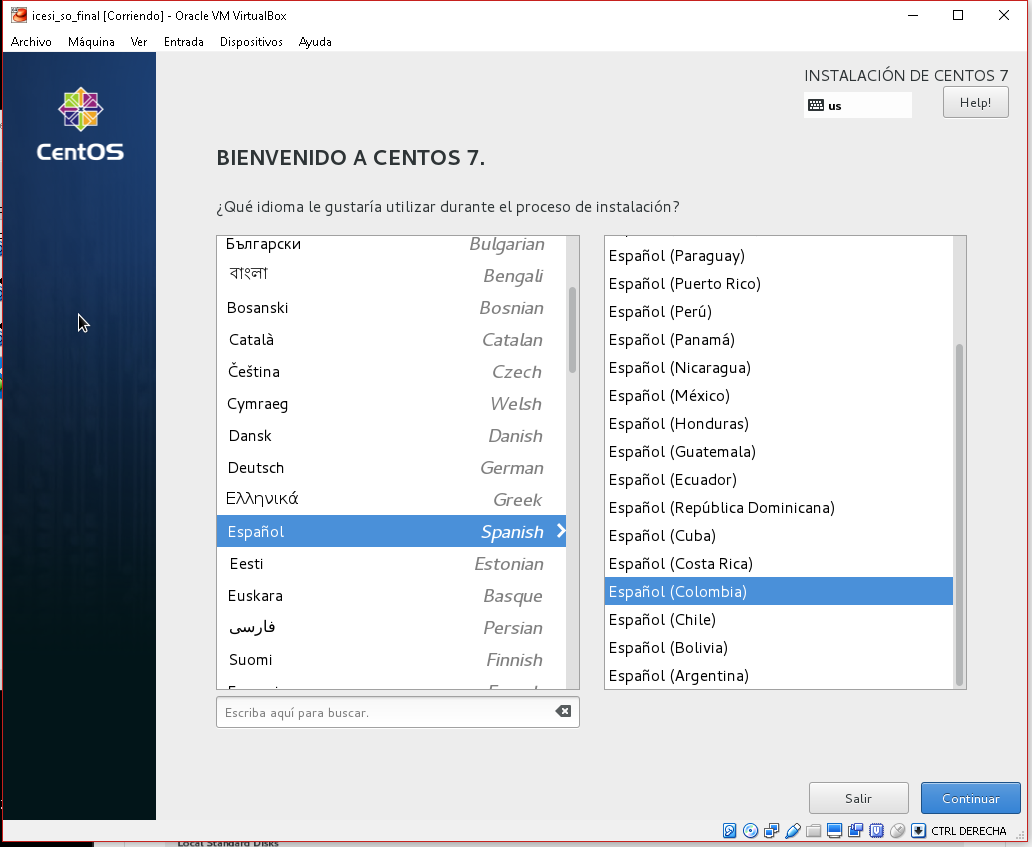 icesi_so_final [Corriendo] - Oracle VM VirtualBox
Archivo Máquina Ver Entrada Dispositivos Ayuda
CentOS
INSTALACIÓN DE CENTOS 7
us
Help!
BIENVENIDO A CENTOS 7.
¿Qué idioma le gustaría utilizar durante el proceso de instalación?
Български Bulgarian
বাংলা Bengali
Bosanski Bosnian
Català Catalan
Čeština Czech
Cymraeg Welsh
Dansk Danish
Deutsch German
Ελληνικά Greek
Español Spanish
Eesti Estonian
Euskara Basque
فارسی Persian
Suomi Finnish
Español (Paraguay)
Español (Puerto Rico)
Español (Perú)
Español (Panamá)
Español (Nicaragua)
Español (México)
Español (Honduras)
Español (Guatemala)
Español (Ecuador)
Español (República Dominicana)
Español (Cuba)
Español (Costa Rica)
Español (Colombia)
Español (Chile)
Español (Bolivia)
Español (Argentina)
Escriba aquí para buscar.
Salir
Continuar
CTRL DERECHA
Local Standard Disks